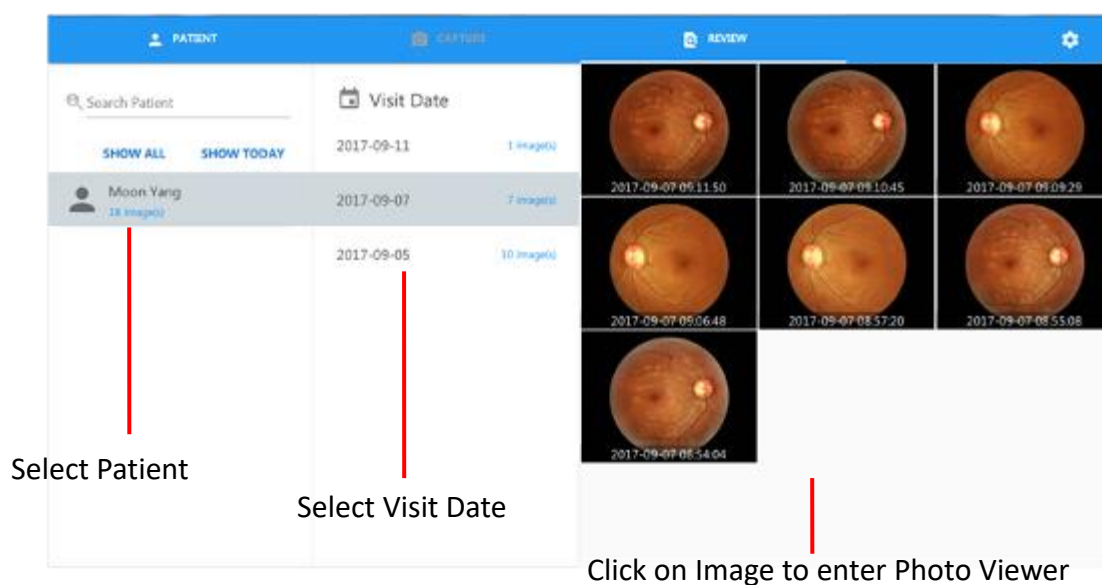 PATIENT
CAPTURE
REVIEW
Search Patient
SHOW ALL SHOW TODAY
Moon Yang
18 image(s)
Visit Date
2017-09-11 1 image(s)
2017-09-07 7 image(s)
2017-09-05 10 image(s)
2017-09-07 09:11:50
2017-09-07 09:10:45
2017-09-07 09:09:29
2017-09-07 09:06:48
2017-09-07 08:57:20
2017-09-07 08:55:08
2017-09-07 08:54:04
Select Patient
Select Visit Date
Click on Image to enter Photo Viewer